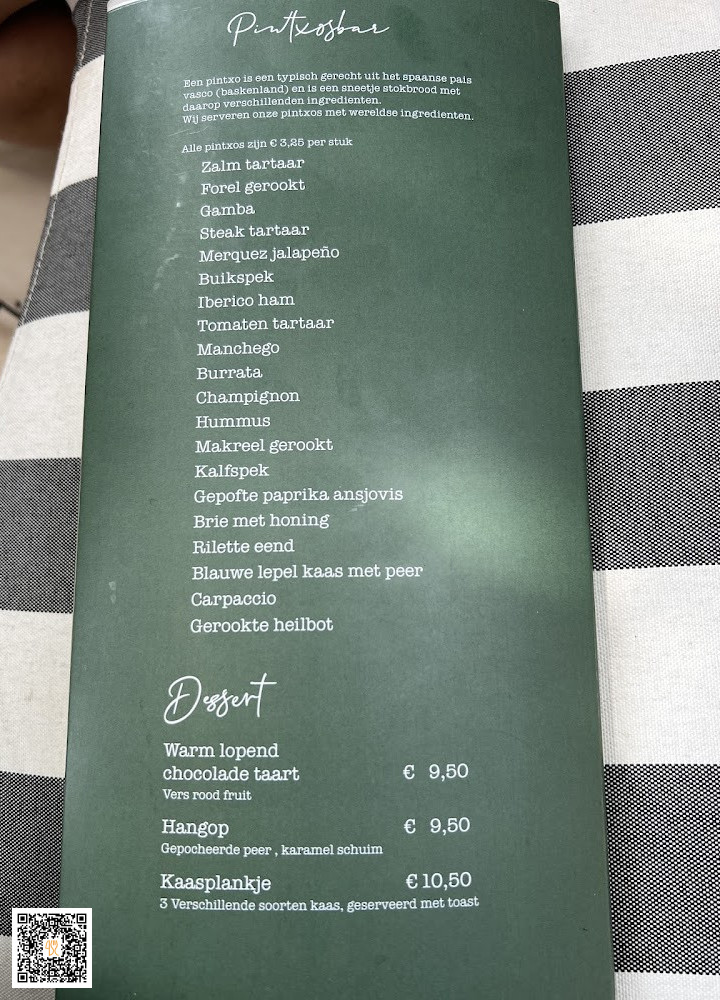 Pintxosbar
Een pintxo is een typisch gerecht uit het spaanse pais
vasco (baskenland) en is een sneetje stokbrood met
daarop verschillenden ingredienten.
Wij serveren onze pintxos met wereldse ingredienten.
Alle pintxos zijn € 3,25 per stuk
Zalm tartaar
Forel gerookt
Gamba
Steak tartaar
Merquez jalapeño
Buikspek
Iberico ham
Tomaten tartaar
Manchego
Burrata
Champignon
Hummus
Makreel gerookt
Kalfspek
Gepofte paprika ansjovis
Brie met honing
Rilette eend
Blauwe lepel kaas met peer
Carpaccio
Gerookte heilbot
Dessert
Warm lopend
chocolade taart € 9,50
Vers rood fruit
Hangop € 9,50
Gepocheerde peer , karamel schuim
Kaasplankje € 10,50
3 Verschillende soorten kaas, geserveerd met toast